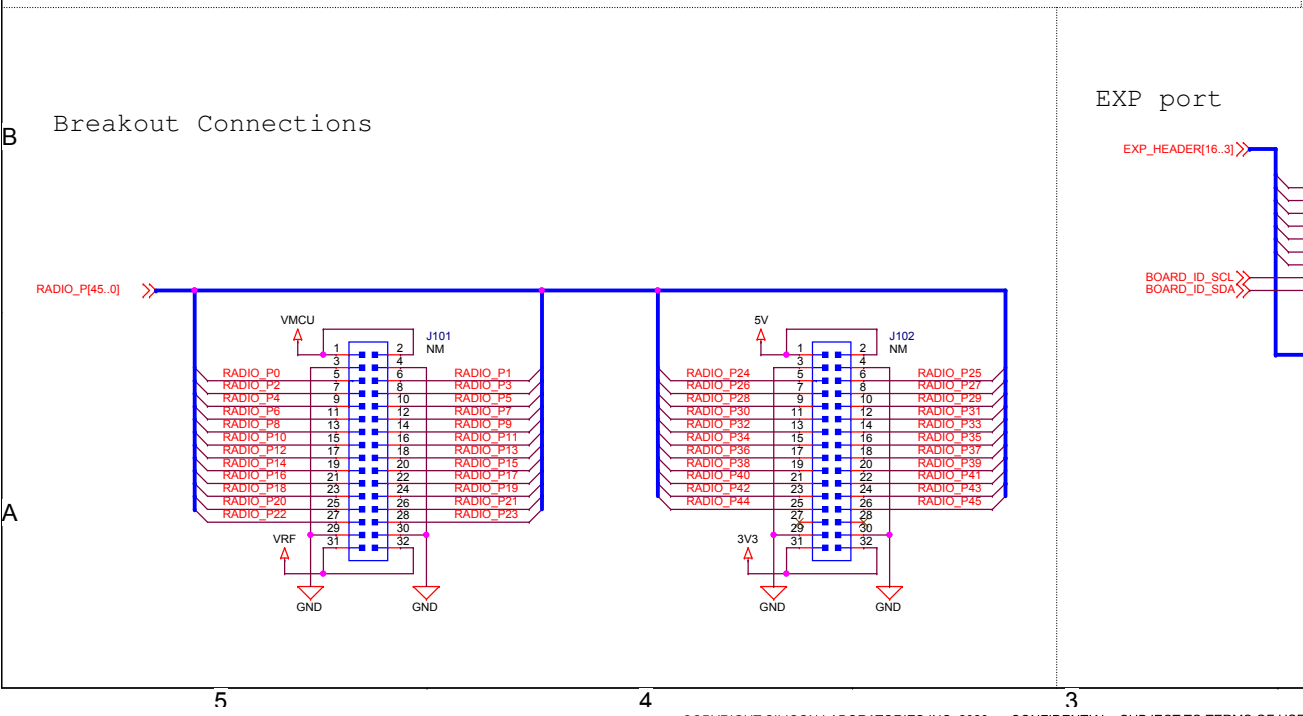 EXP port
Breakout Connections
B
EXP_HEADER[16..3]
BOARD_ID_SCL
BOARD_ID_SDA
RADIO_P[45..0]
VMCU
J101
NM
1 2
3 4
RADIO_P0 5 6 RADIO_P1
RADIO_P2 7 8 RADIO_P3
RADIO_P4 9 10 RADIO_P5
RADIO_P6 11 12 RADIO_P7
RADIO_P8 13 14 RADIO_P9
RADIO_P10 15 16 RADIO_P11
RADIO_P12 17 18 RADIO_P13
RADIO_P14 19 20 RADIO_P15
RADIO_P16 21 22 RADIO_P17
RADIO_P18 23 24 RADIO_P19
RADIO_P20 25 26 RADIO_P21
RADIO_P22 27 28 RADIO_P23
29 30
VRF 31 32
GND GND
5V
J102
NM
1 2
3 4
RADIO_P24 5 6 RADIO_P25
RADIO_P26 7 8 RADIO_P27
RADIO_P28 9 10 RADIO_P29
RADIO_P30 11 12 RADIO_P31
RADIO_P32 13 14 RADIO_P33
RADIO_P34 15 16 RADIO_P35
RADIO_P36 17 18 RADIO_P37
RADIO_P38 19 20 RADIO_P39
RADIO_P40 21 22 RADIO_P41
RADIO_P42 23 24 RADIO_P43
RADIO_P44 25 26 RADIO_P45
27 28
29 30
3V3 31 32
GND GND
A
5 4 3